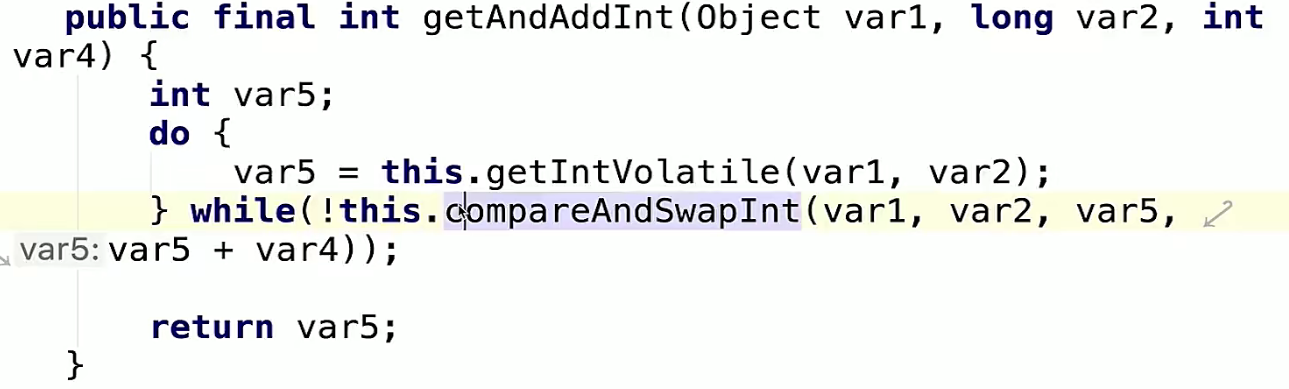 public final int getAndAddInt(Object var1, long var2, int
var4) {
int var5;
do {
var5 = this.getIntVolatile(var1, var2);
} while(!this.compareAndSwapInt(var1, var2, var5,
var5: var5 + var4));
return var5;
}